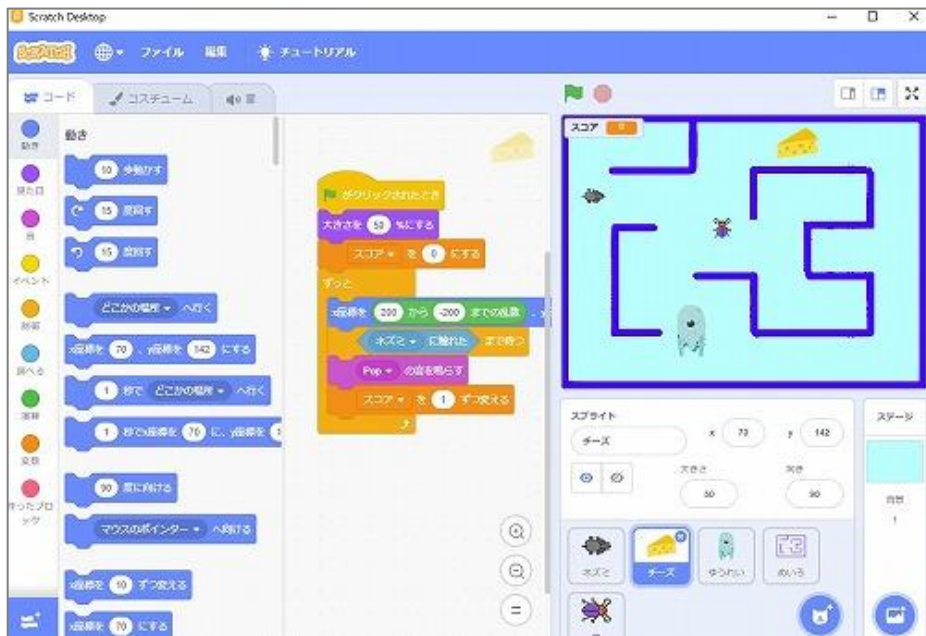 Scratch Desktop
SCRATCH
ファイル
編集
チュートリアル
コード
コスチューム
音
動き
動き
見た目
音
イベント
制御
調べる
演算
変数
作ったブロ
ック
10 歩動かす
15 度回す
15 度回す
どこかの場所 へ行く
x座標を 70 、y座標を 142 にする
1 秒で どこかの場所 へ行く
1 秒でx座標を 70 に、y座標を
90 度に向ける
マウスのポインター へ向ける
x座標を 10 ずつ変える
x座標を 70 にする
がクリックされたとき
大きさを 50 %にする
スコア を 0 にする
ずっと
x座標を 200 から -200 までの乱数 、y
ネズミ に触れた まで待つ
Pop の音を鳴らす
スコア を 1 ずつ変える
スコア 0
スプライト
チーズ
x 70
y 142
大きさ
50
向き
90
ネズミ
チーズ
ゆうれい
めいろ
ステージ
背景
1